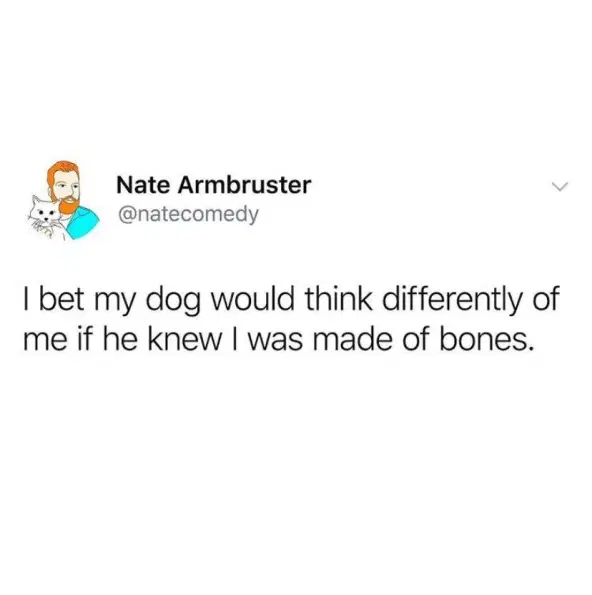 Nate Armbruster
@natecomedy
I bet my dog would think differently of
me if he knew I was made of bones.